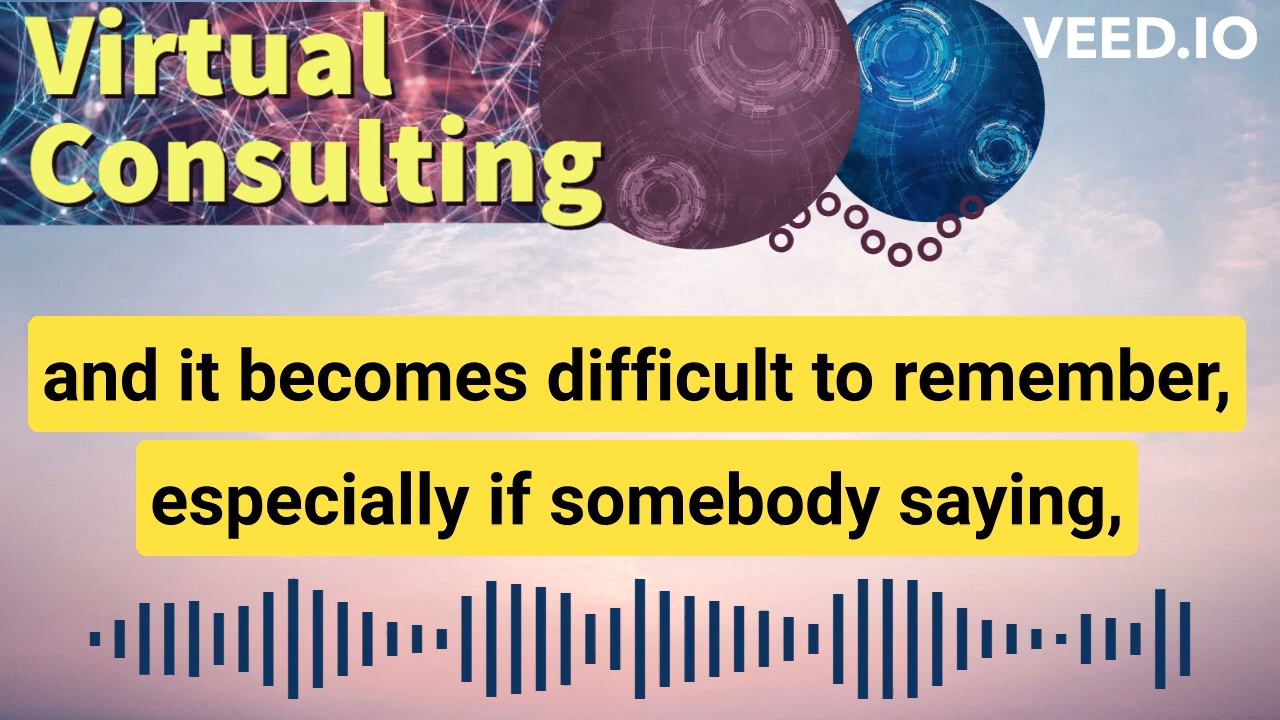 Virtual
Consulting
VEED.IO
and it becomes difficult to remember,
especially if somebody saying,